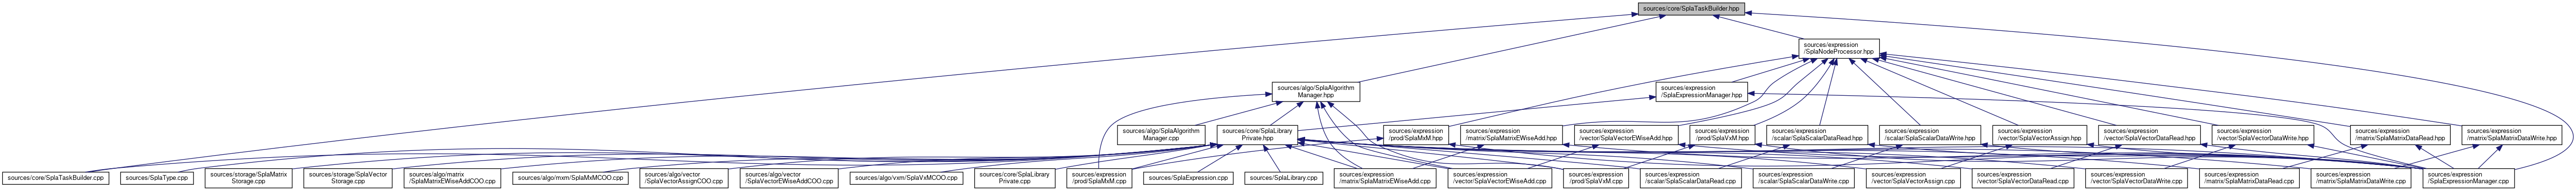 sources/core/SplaTaskBuilder.hpp
sources/expression
/SplaNodeProcessor.hpp
sources/algo/SplaAlgorithm
Manager.hpp
sources/expression
/SplaExpressionManager.hpp
sources/algo/SplaAlgorithm
Manager.cpp
sources/core/SplaLibrary
Private.hpp
sources/expression
/prod/SplaMxM.hpp
sources/expression
/matrix/SplaMatrixEWiseAdd.hpp
sources/expression
/vector/SplaVectorEWiseAdd.hpp
sources/expression
/prod/SplaVxM.hpp
sources/expression
/scalar/SplaScalarDataRead.hpp
sources/expression
/scalar/SplaScalarDataWrite.hpp
sources/expression
/vector/SplaVectorAssign.hpp
sources/expression
/vector/SplaVectorDataRead.hpp
sources/expression
/vector/SplaVectorDataWrite.hpp
sources/expression
/matrix/SplaMatrixDataRead.hpp
sources/expression
/matrix/SplaMatrixDataWrite.hpp
sources/core/SplaTaskBuilder.cpp
sources/SplaType.cpp
sources/storage/SplaMatrix
Storage.cpp
sources/storage/SplaVector
Storage.cpp
sources/algo/matrix
/SplaMatrixEWiseAddCOO.cpp
sources/algo/mxm/SplaMxMCOO.cpp
sources/algo/vector
/SplaVectorAssignCOO.cpp
sources/algo/vector
/SplaVectorEWiseAddCOO.cpp
sources/algo/vxm/SplaVxMCOO.cpp
sources/core/SplaLibrary
Private.cpp
sources/expression
/prod/SplaMxM.cpp
sources/SplaExpression.cpp
sources/SplaLibrary.cpp
sources/expression
/matrix/SplaMatrixEWiseAdd.cpp
sources/expression
/vector/SplaVectorEWiseAdd.cpp
sources/expression
/prod/SplaVxM.cpp
sources/expression
/scalar/SplaScalarDataRead.cpp
sources/expression
/scalar/SplaScalarDataWrite.cpp
sources/expression
/vector/SplaVectorAssign.cpp
sources/expression
/vector/SplaVectorDataRead.cpp
sources/expression
/vector/SplaVectorDataWrite.cpp
sources/expression
/matrix/SplaMatrixDataRead.cpp
sources/expression
/matrix/SplaMatrixDataWrite.cpp
sources/expression
/SplaExpressionManager.cpp